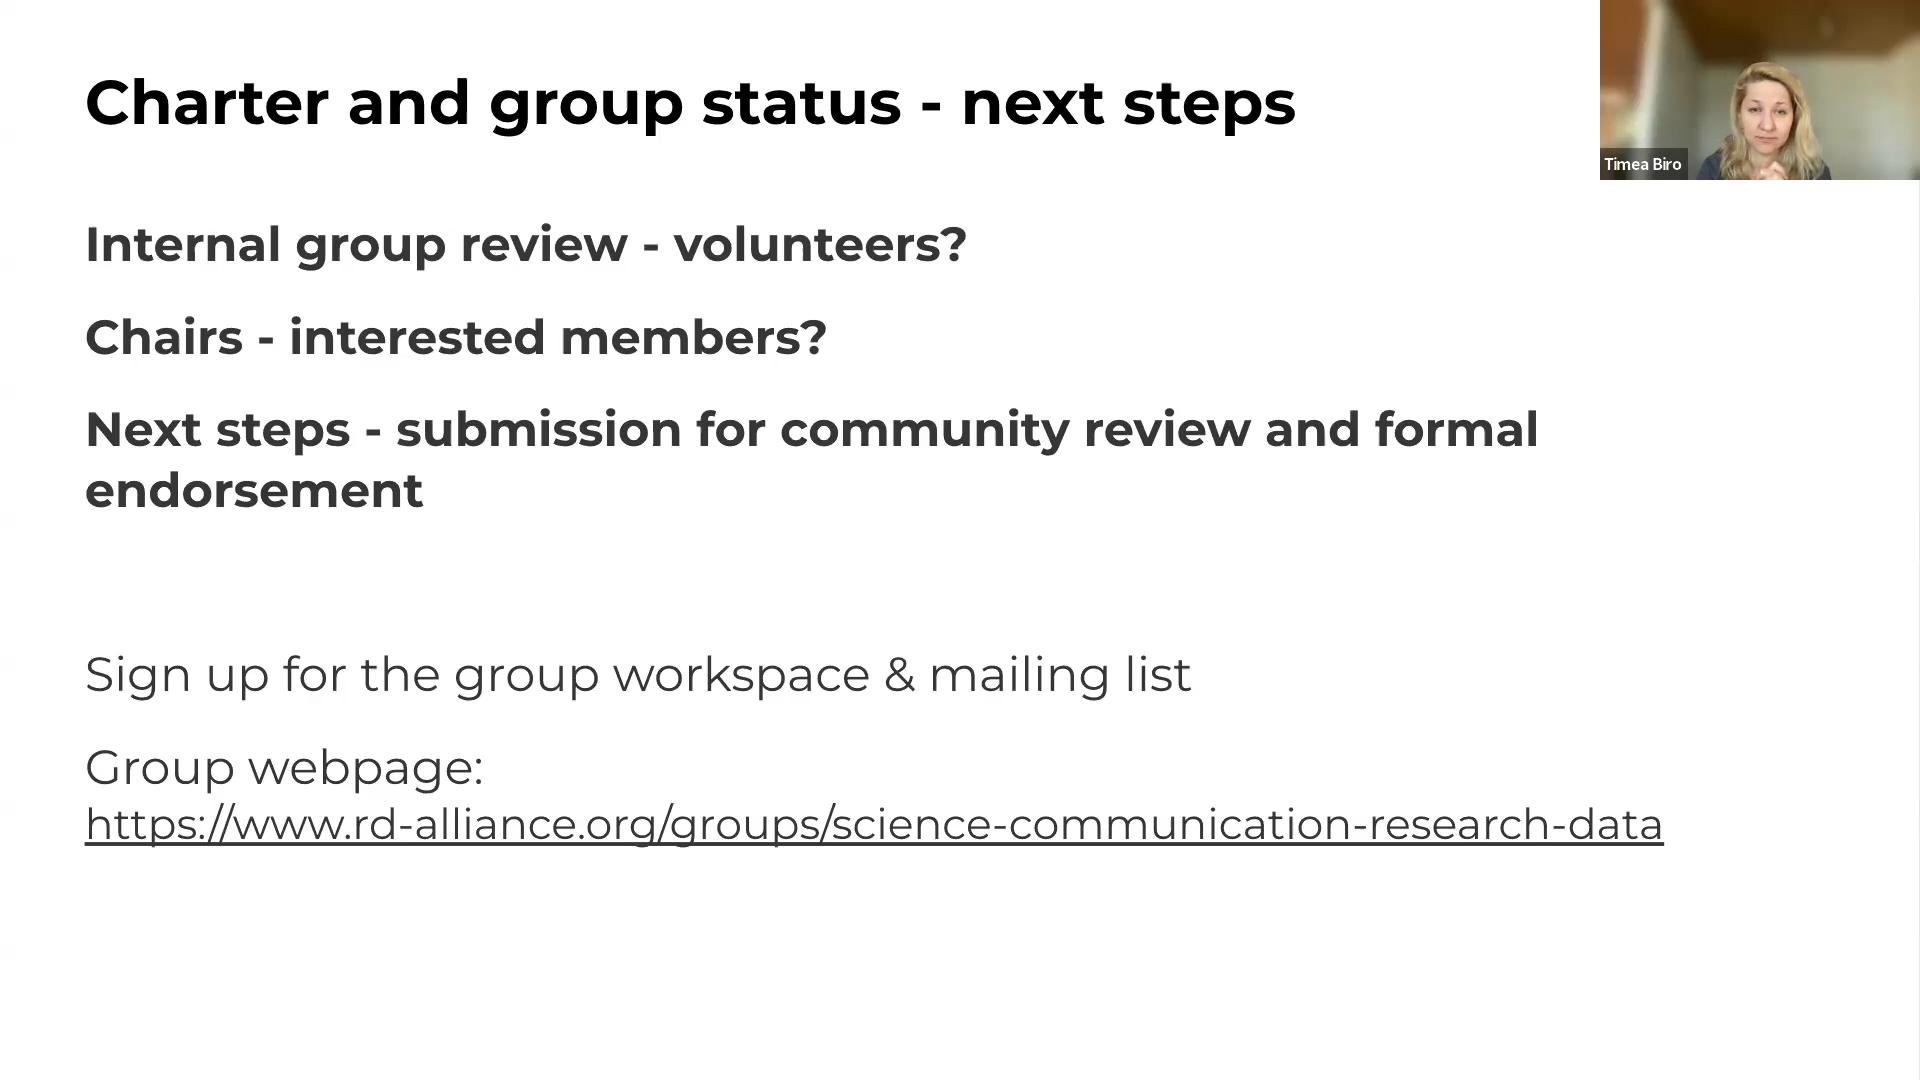 Charter and group status - next steps
Timea Biro
Internal group review - volunteers?
Chairs - interested members?
Next steps - submission for community review and formal
endorsement
Sign up for the group workspace & mailing list
Group webpage:
https://www.rd-alliance.org/groups/science-communication-research-data